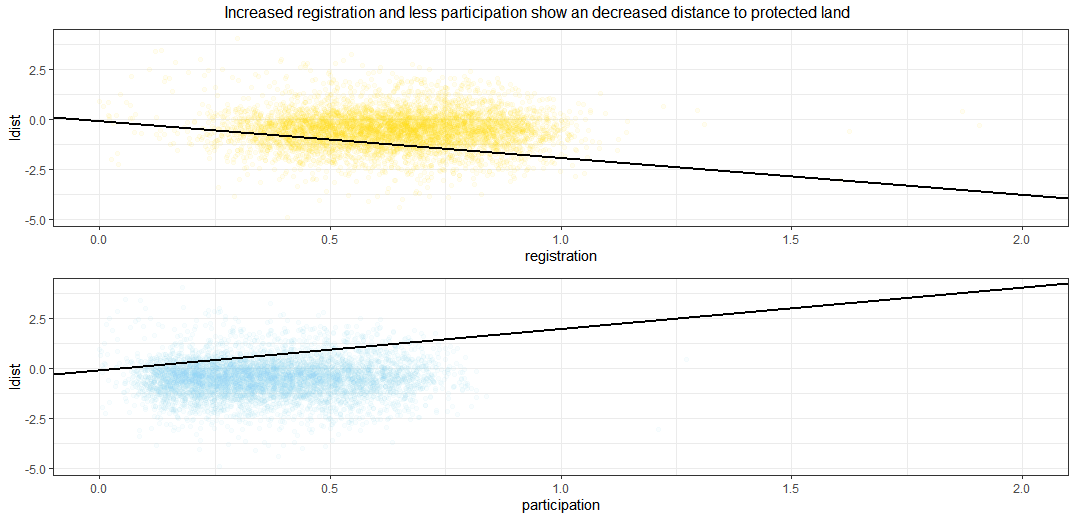 Increased registration and less participation show an decreased distance to protected land
ldist
2.5
0.0
-2.5
-5.0
0.0 0.5 1.0 1.5 2.0
registration
ldist
2.5
0.0
-2.5
-5.0
0.0 0.5 1.0 1.5 2.0
participation